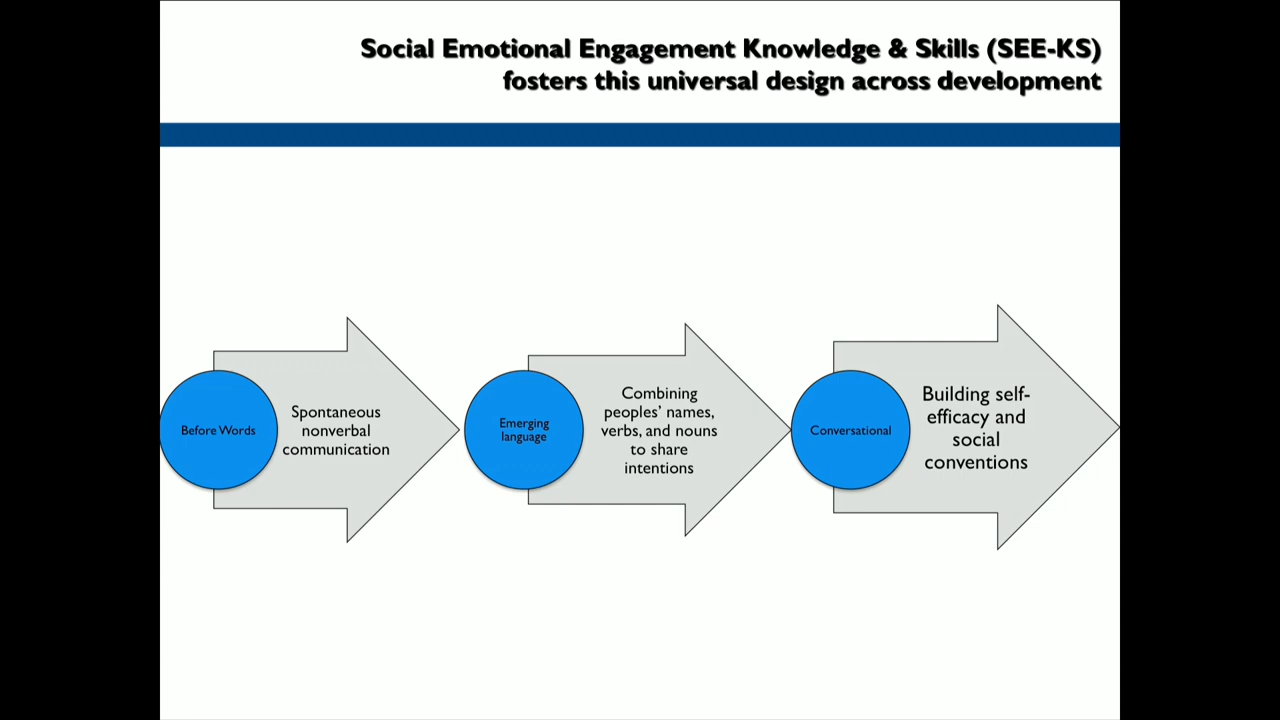 Social Emotional Engagement Knowledge & Skills (SEE-KS)
fosters this universal design across development
Before Words
Spontaneous
nonverbal
communication
Emerging
language
Combining
peoples' names,
verbs, and nouns
to share
intentions
Conversational
Building self-
efficacy and
social
conventions